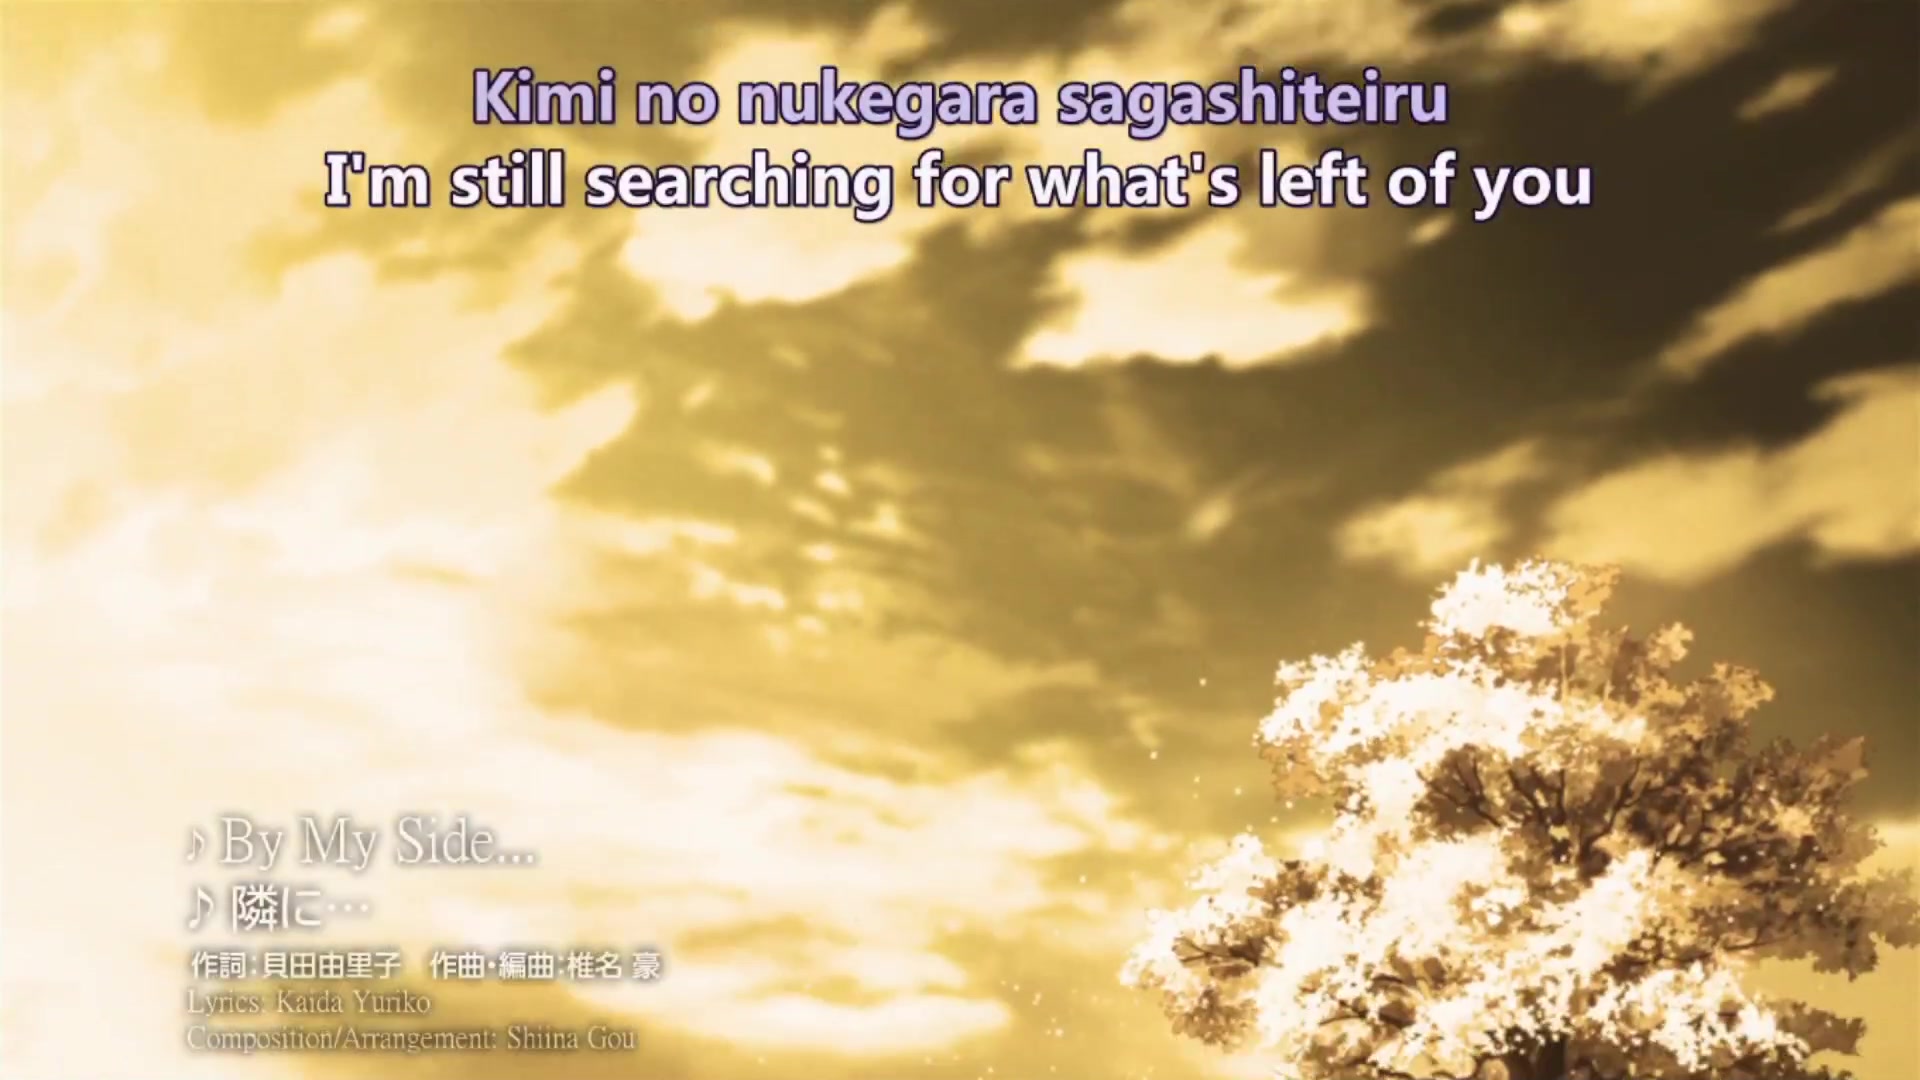 Kimi no nukegara sagashiteiru
I'm still searching for what's left of you
♪ By My Side...
♪ 隣に…
作詞：貝田由里子　作曲・編曲：椎名 豪
Lyrics: Kaida Yuriko
Composition/Arrangement: Shiina Gou